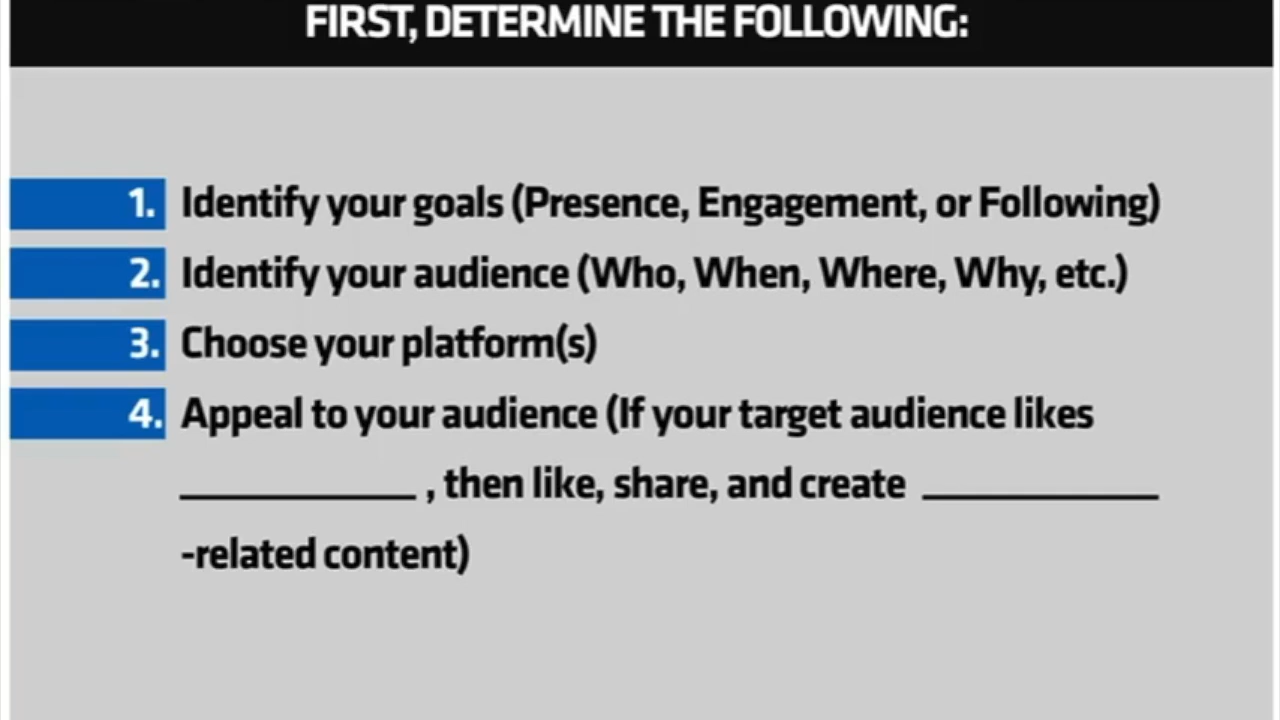 FIRST, DETERMINE THE FOLLOWING:
1. Identify your goals (Presence, Engagement, or Following)
2. Identify your audience (Who, When, Where, Why, etc.)
3. Choose your platform(s)
4. Appeal to your audience (If your target audience likes
___________ , then like, share, and create ___________
-related content)